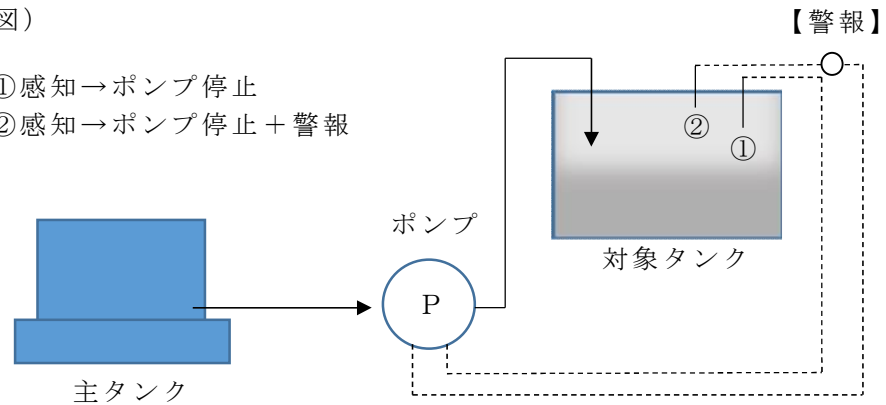 図）
【警報】
①感知→ポンプ停止
②感知→ポンプ停止＋警報
②
①
ポンプ
対象タンク
P
主タンク